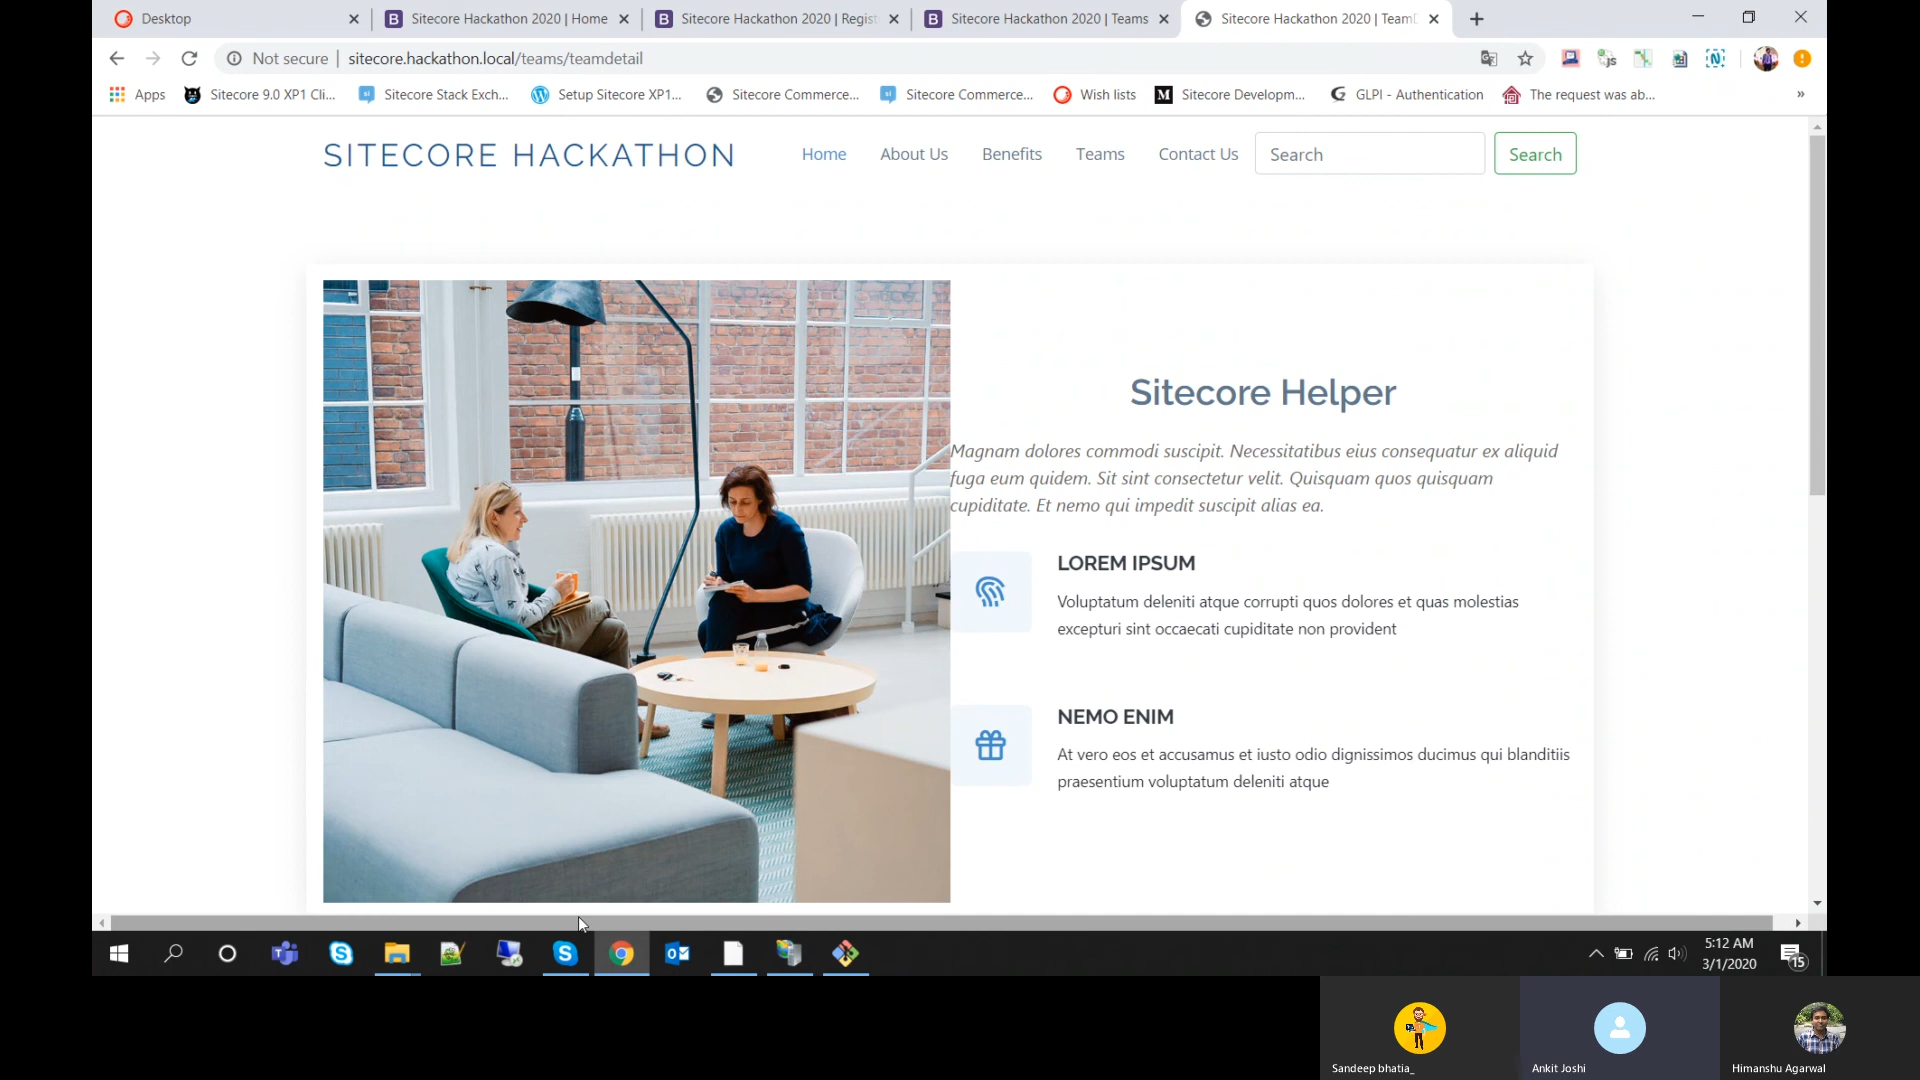 Desktop
Sitecore Hackathon 2020 | Home
Sitecore Hackathon 2020 | Regist
Sitecore Hackathon 2020 | Teams
Sitecore Hackathon 2020 | TeamD
Not secure | sitecore.hackathon.local/teams/teamdetail
Apps
Sitecore 9.0 XP1 Cli...
Sitecore Stack Exch...
Setup Sitecore XP1...
Sitecore Commerce...
Sitecore Commerce...
Wish lists
Sitecore Developm...
GLPI - Authentication
The request was ab...
»
SITECORE HACKATHON
Home
About Us
Benefits
Teams
Contact Us
Search
Search
Sitecore Helper
Magnam dolores commodi suscipit. Necessitatibus eius consequatur ex aliquid
fuga eum quidem. Sit sint consectetur velit. Quisquam quos quisquam
cupiditate. Et nemo qui impedit suscipit alias ea.
LOREM IPSUM
Voluptatum deleniti atque corrupti quos dolores et quas molestias
excepturi sint occaecati cupiditate non provident
NEMO ENIM
At vero eos et accusamus et iusto odio dignissimos ducimus qui blanditiis
praesentium voluptatum deleniti atque
5:12 AM
3/1/2020
15
Sandeep bhatia_
Ankit Joshi
Himanshu Agarwal